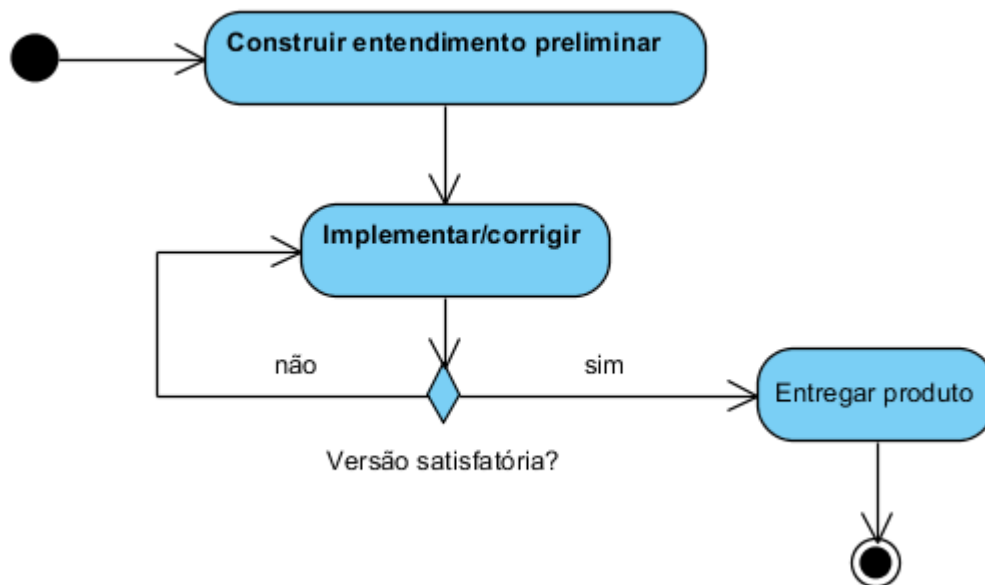 Construir entendimento preliminar
Implementar/corrigir
não
sim
Entregar produto
Versão satisfatória?